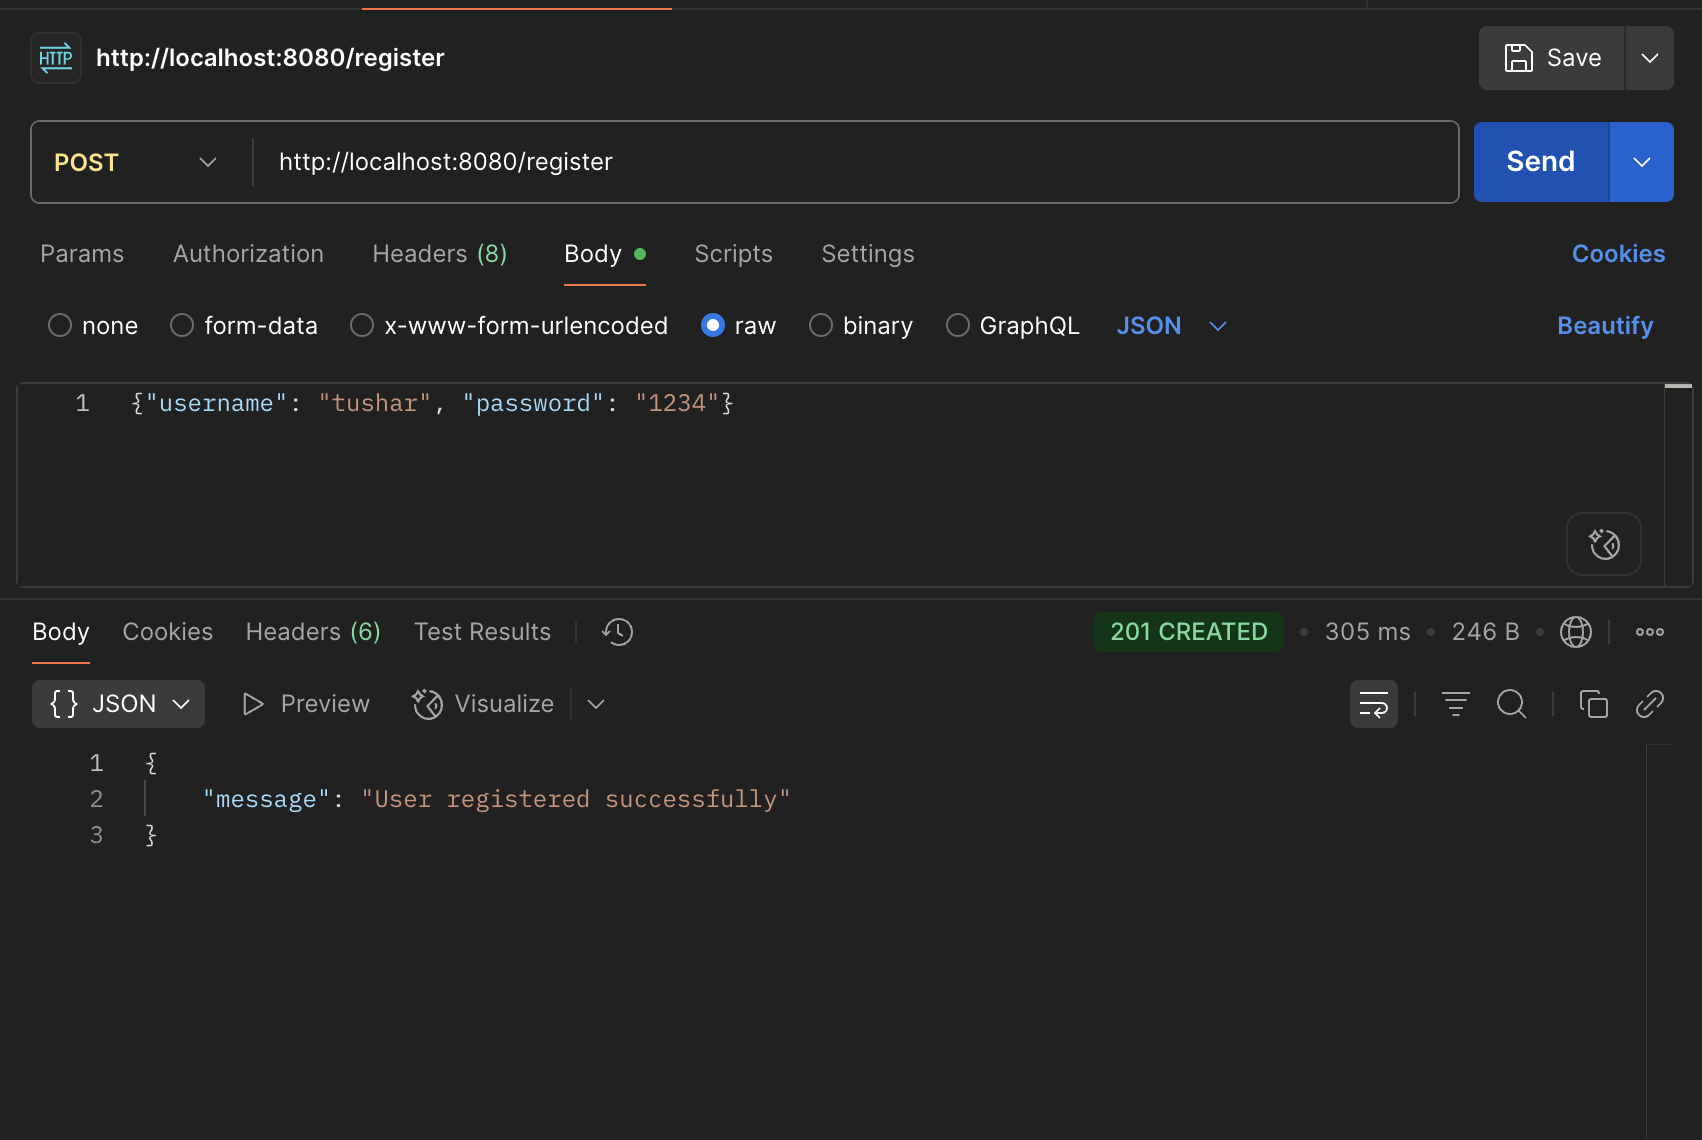 HTTP http://localhost:8080/register Save
POST http://localhost:8080/register Send
Params Authorization Headers (8) Body Scripts Settings Cookies
none form-data x-www-form-urlencoded raw binary GraphQL JSON Beautify
1 {"username": "tushar", "password": "1234"}
Body Cookies Headers (6) Test Results 201 CREATED 305 ms 246 B
{} JSON Preview Visualize
1 {
2 "message": "User registered successfully"
3 }